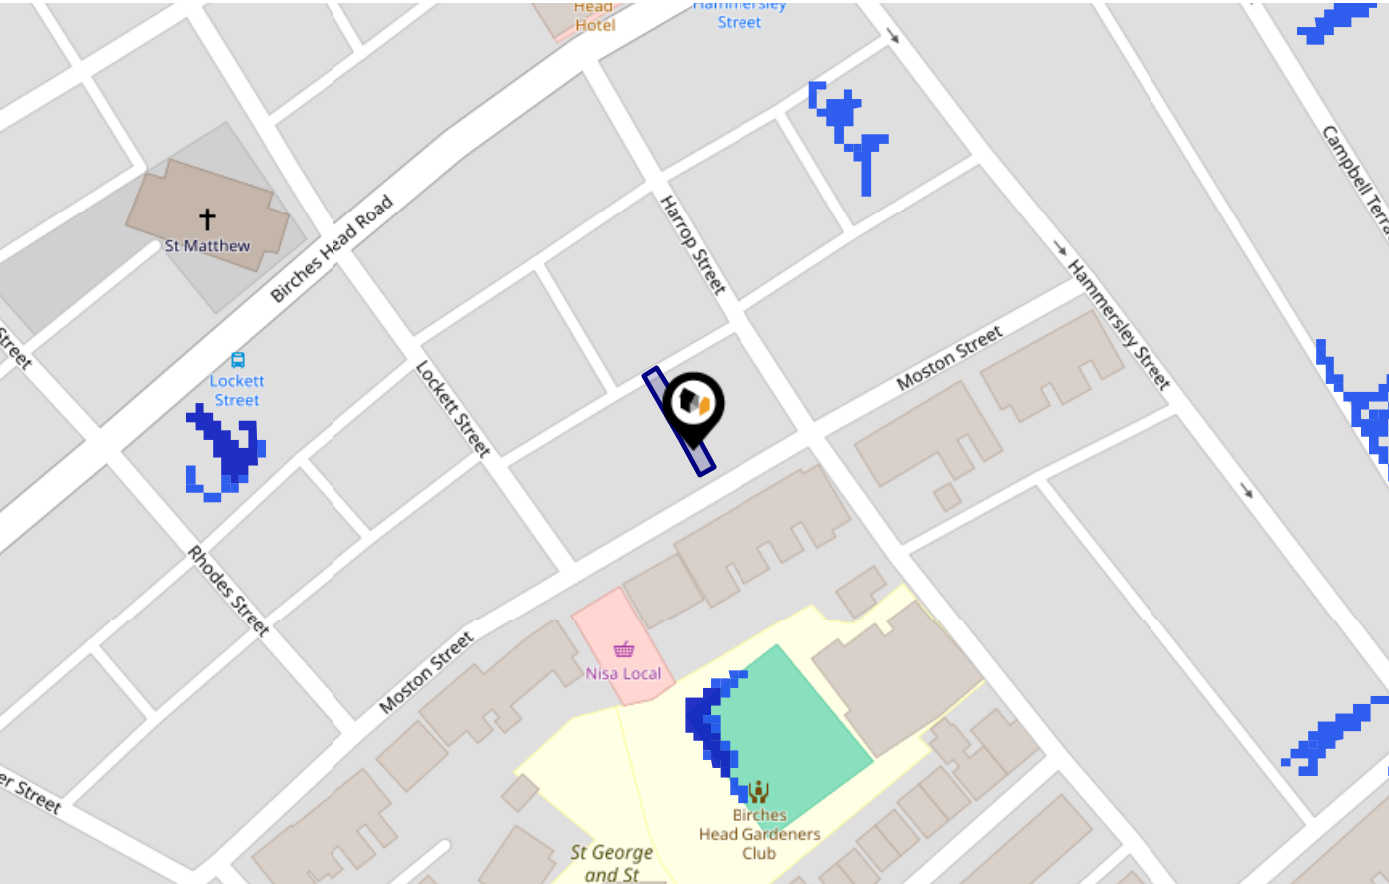 Head
Hotel
Hammersley
Street
Campbell Terra
St Matthew
Birches Head Road
Harrop Street
Hammersley Street
Street
Lockett
Street
Lockett Street
Moston Street
Rhodes Street
Moston Street
Nisa Local
er Street
Birches
Head Gardeners
Club
St George
and St